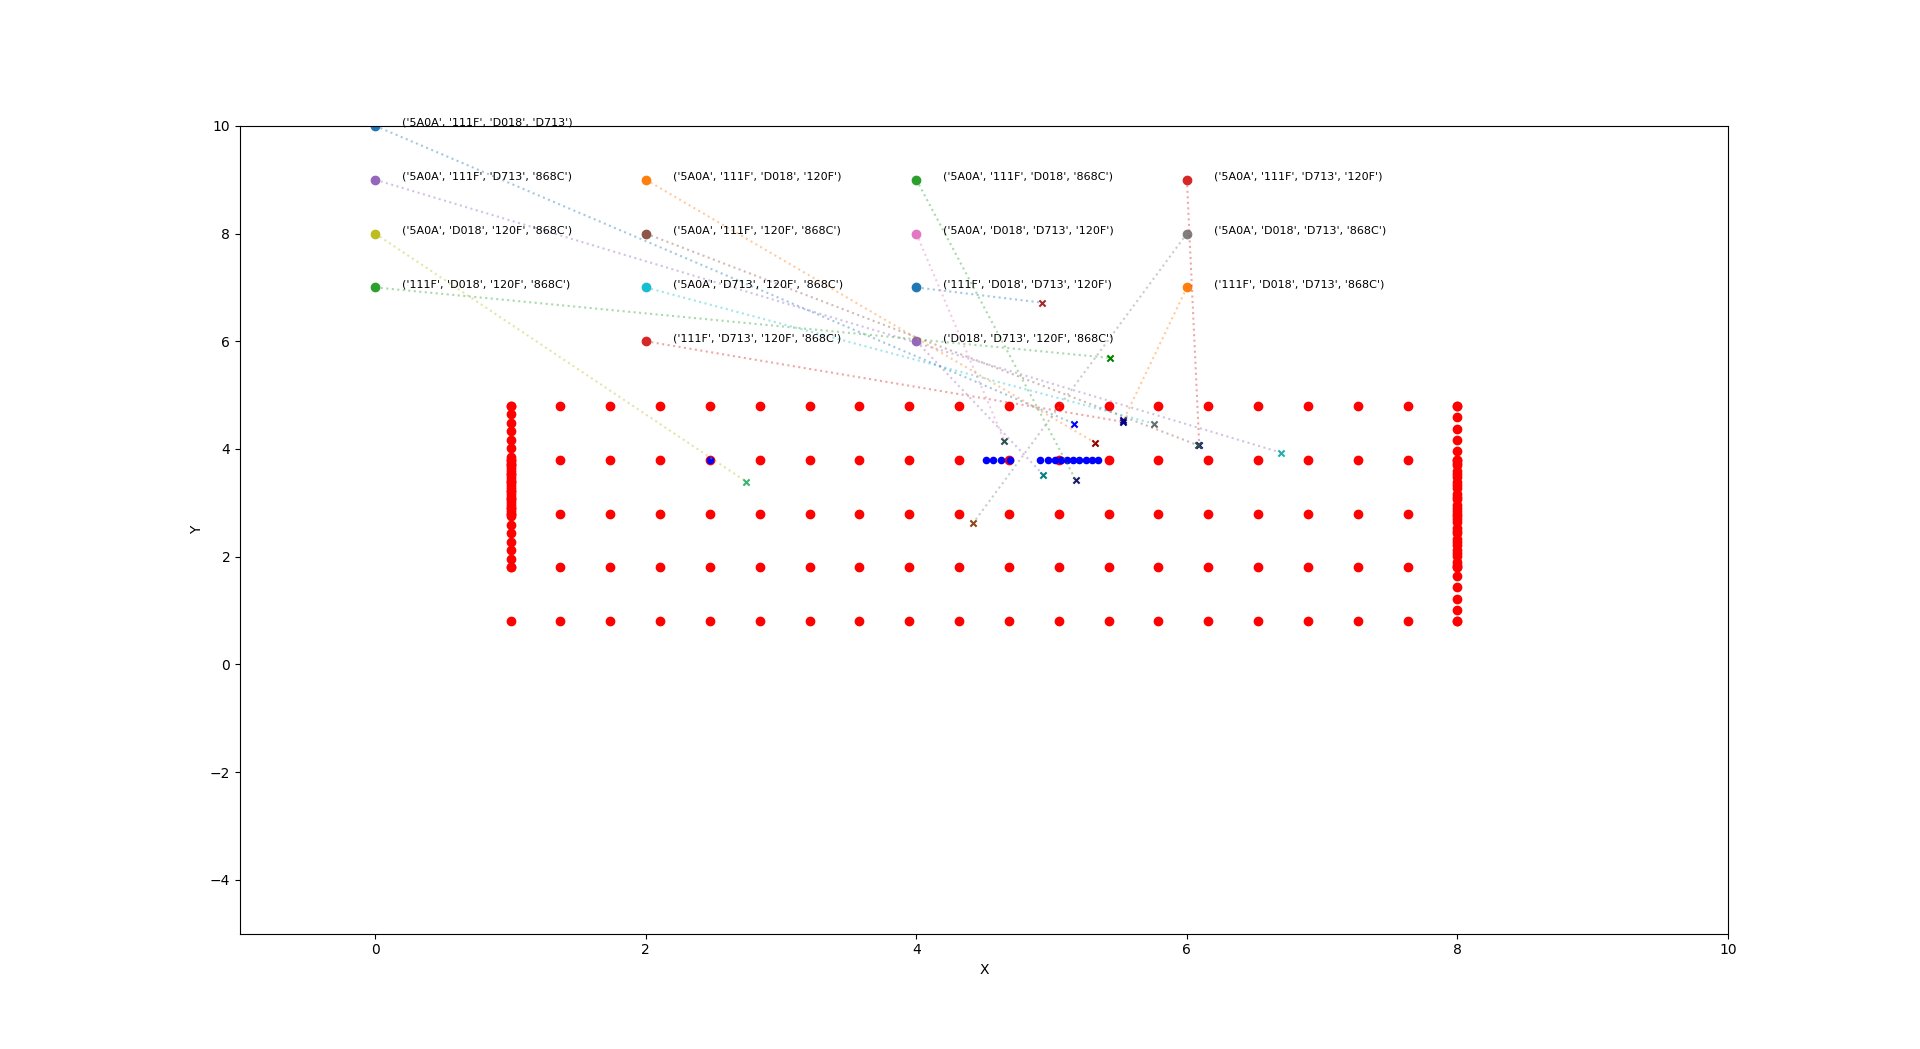 ('5A0A', '111F', 'D018', 'D713')
('5A0A', '111F', 'D713', '868C') ('5A0A', '111F', 'D018', '120F') ('5A0A', '111F', 'D018', '868C') ('5A0A', '111F', 'D713', '120F')
('5A0A', 'D018', '120F', '868C') ('5A0A', '111F', '120F', '868C') ('5A0A', 'D018', 'D713', '120F') ('5A0A', 'D018', 'D713', '868C')
('111F', 'D018', '120F', '868C') ('5A0A', 'D713', '120F', '868C') ('111F', 'D018', 'D713', '120F') ('111F', 'D018', 'D713', '868C')
('111F', 'D713', '120F', '868C') ('D018', 'D713', '120F', '868C')
10
8
6
4
2
0
−2
−4
Y
0 2 4 6 8 10
X